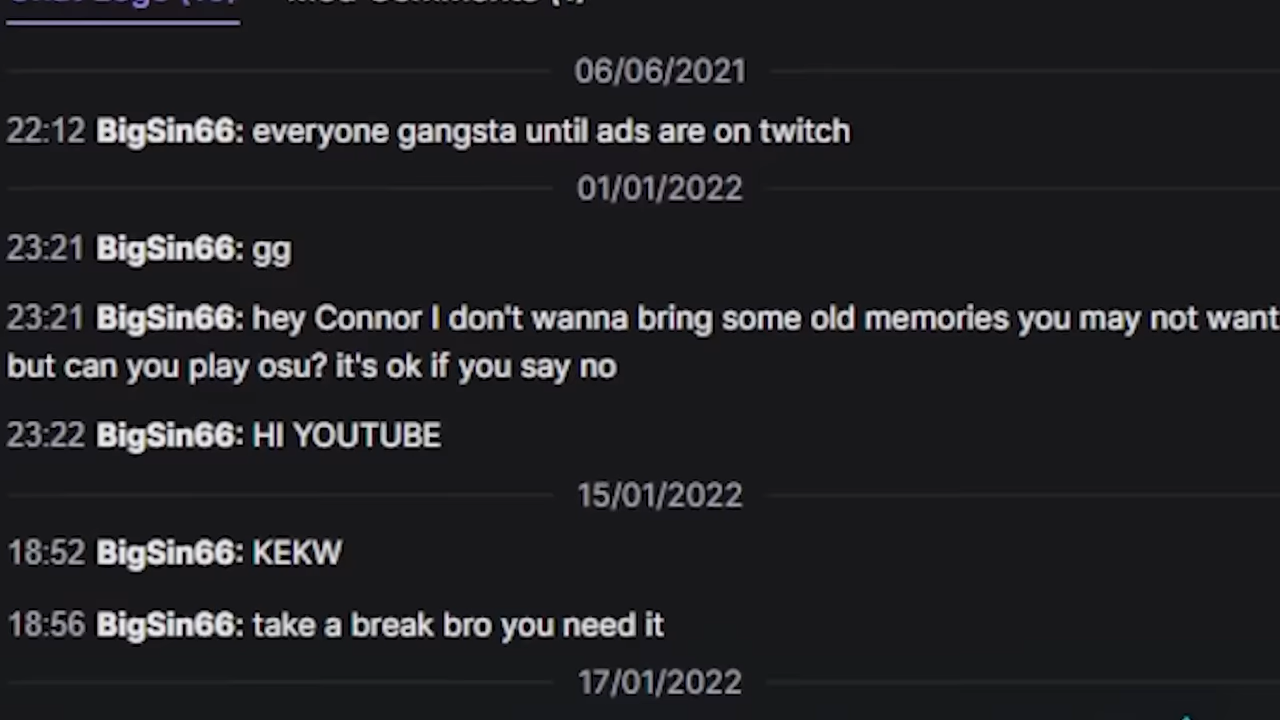 06/06/2021
22:12 BigSin66: everyone gangsta until ads are on twitch
01/01/2022
23:21 BigSin66: gg
23:21 BigSin66: hey Connor I don't wanna bring some old memories you may not want
but can you play osu? it's ok if you say no
23:22 BigSin66: HI YOUTUBE
15/01/2022
18:52 BigSin66: KEKW
18:56 BigSin66: take a break bro you need it
17/01/2022